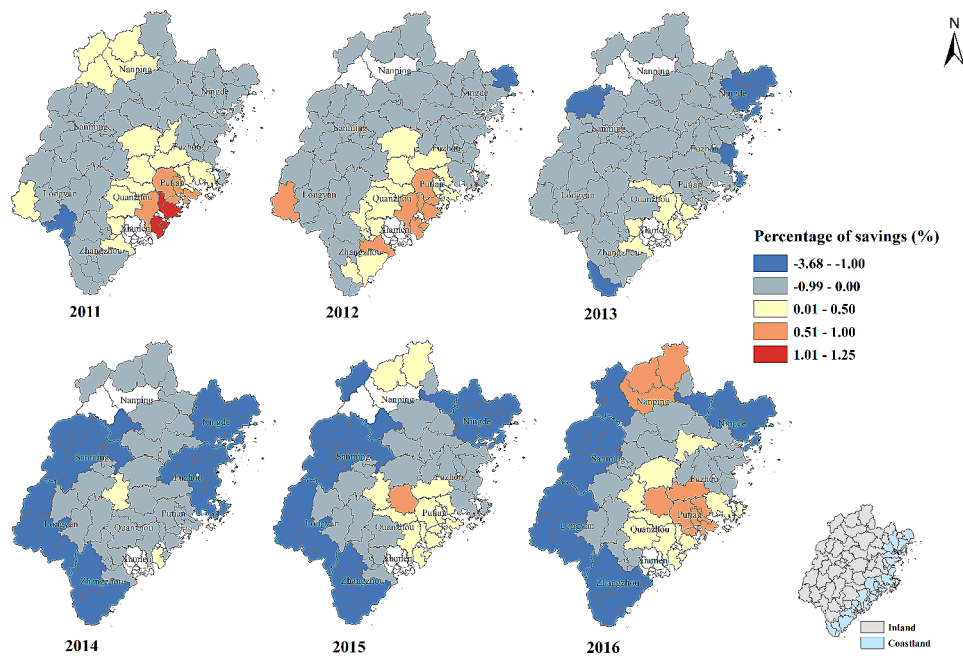 N
Nanping
Ningde
Sanming
Fuzhou
Putian
Longyan
Quanzhou
Xiamen
Zhangzhou
2011
Nanping
Ningde
Sanming
Fuzhou
Putian
Longyan
Quanzhou
Xiamen
Zhangzhou
2012
Nanping
Ningde
Sanming
Fuzhou
Putian
Longyan
Quanzhou
Xiamen
Zhangzhou
2013
Percentage of savings (%)
-3.68 - -1.00
-0.99 - 0.00
0.01 - 0.50
0.51 - 1.00
1.01 - 1.25
Nanping
Ningde
Sanming
Fuzhou
Putian
Longyan
Quanzhou
Xiamen
Zhangzhou
2014
Nanping
Ningde
Sanming
Fuzhou
Putian
Longyan
Quanzhou
Xiamen
Zhangzhou
2015
Nanping
Ningde
Sanming
Fuzhou
Putian
Longyan
Quanzhou
Xiamen
Zhangzhou
2016
Inland
Coastland